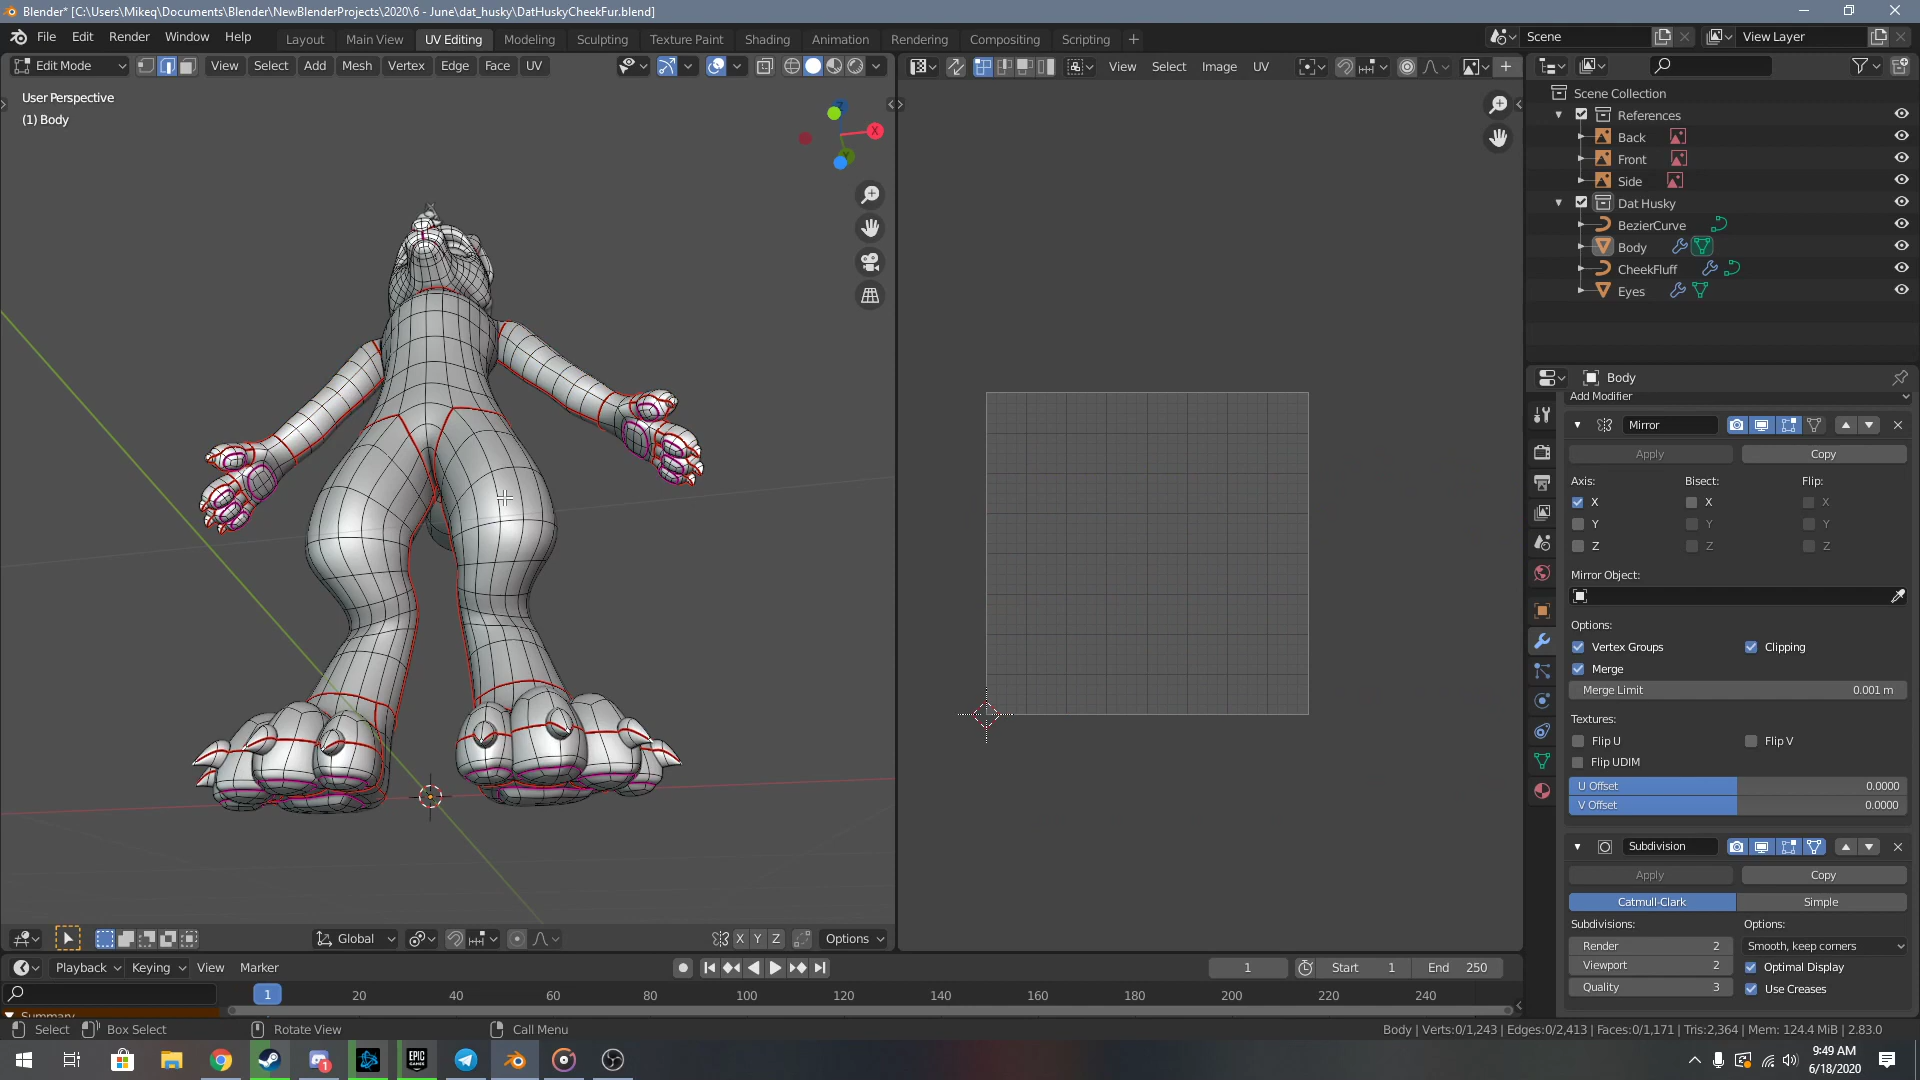 Blender* [C:\Users\Mikeq\Documents\Blender\NewBlenderProjects\2020\6 - June\dat_husky\DatHuskyCheekFur.blend]
File Edit Render Window Help Layout Main View UV Editing Modeling Sculpting Texture Paint Shading Animation Rendering Compositing Scripting + Scene View Layer
Edit Mode View Select Add Mesh Vertex Edge Face UV View Select Image UV
User Perspective
(1) Body
X
Y
Z
Scene Collection
References
Back
Front
Side
Dat Husky
BezierCurve
Body
CheekFluff
Eyes
Body
Add Modifier
Mirror
Apply Copy
Axis: Bisect: Flip:
X X X
Y Y Y
Z Z Z
Mirror Object:
Options:
Vertex Groups Clipping
Merge
Merge Limit 0.001 m
Textures:
Flip U Flip V
Flip UDIM
U Offset 0.0000
V Offset 0.0000
Subdivision
Apply Copy
Catmull-Clark Simple
Subdivisions: Options:
Render 2 Smooth, keep corners
Viewport 2 Optimal Display
Quality 3 Use Creases
Global X Y Z Options
Playback Keying View Marker 1 Start 1 End 250
1 20 40 60 80 100 120 140 160 180 200 220 240
Summary
Select Box Select Rotate View Call Menu Body | Verts:0/1,243 | Edges:0/2,413 | Faces:0/1,171 | Tris:2,364 | Mem: 124.4 MiB | 2.83.0
1 EPIC GAMES 9:49 AM
6/18/2020